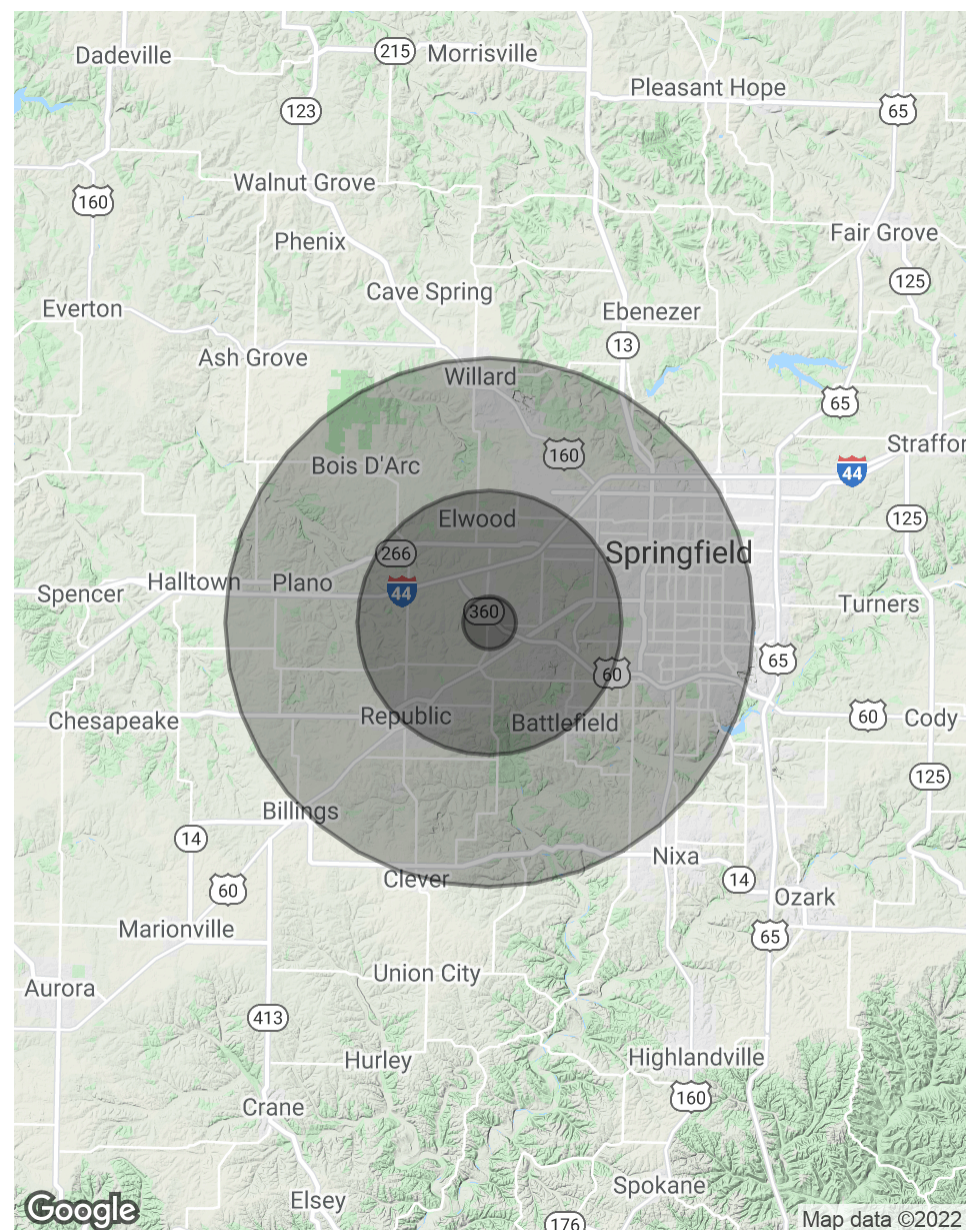 Dadeville
215
Morrisville
Pleasant Hope
65
123
Walnut Grove
160
Phenix
Fair Grove
125
Cave Spring
Everton
Ebenezer
13
Ash Grove
Willard
65
Strafford
Bois D'Arc
160
44
Elwood
125
266
Springfield
Halltown
Plano
44
Spencer
360
Turners
65
60
Chesapeake
Republic
Battlefield
60
Cody
125
Billings
14
Nixa
Clever
14
60
Ozark
Marionville
65
Union City
Aurora
413
Hurley
Highlandville
160
Crane
Spokane
Elsey
176
Google
Map data ©2022